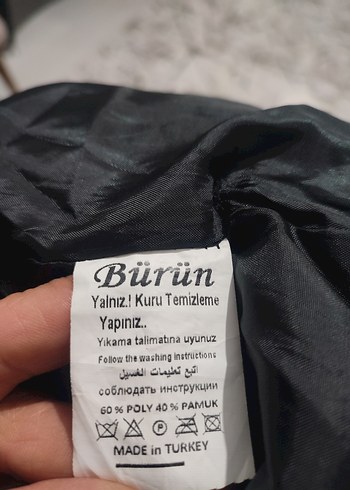 Bürün
Yalnız.! Kuru Temizleme
Yapınız..
Yıkama talimatına uyunuz
Follow the washing instructions
اتبع تعليمات الغسيل
соблюдать инструкции
60 % POLY 40 % PAMUK
P
MADE in TURKEY